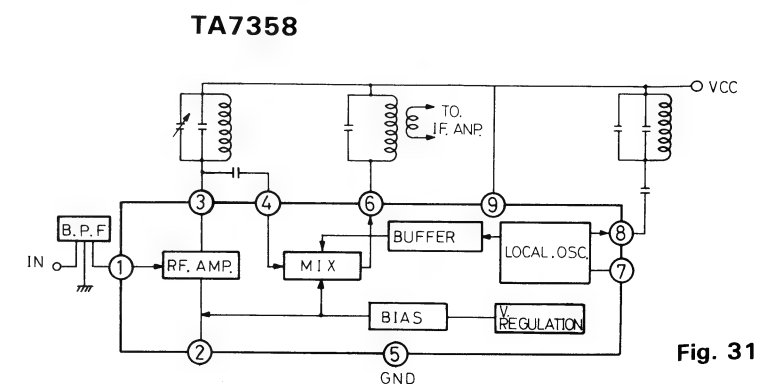 TA7358
VCC
TO.
IF. ANP.
3
4
6
9
B.P.F
BUFFER
8
IN
1
RF. AMP.
MIX
LOCAL.OSC.
7
BIAS
V.
REGULATION
2
5
GND
Fig. 31